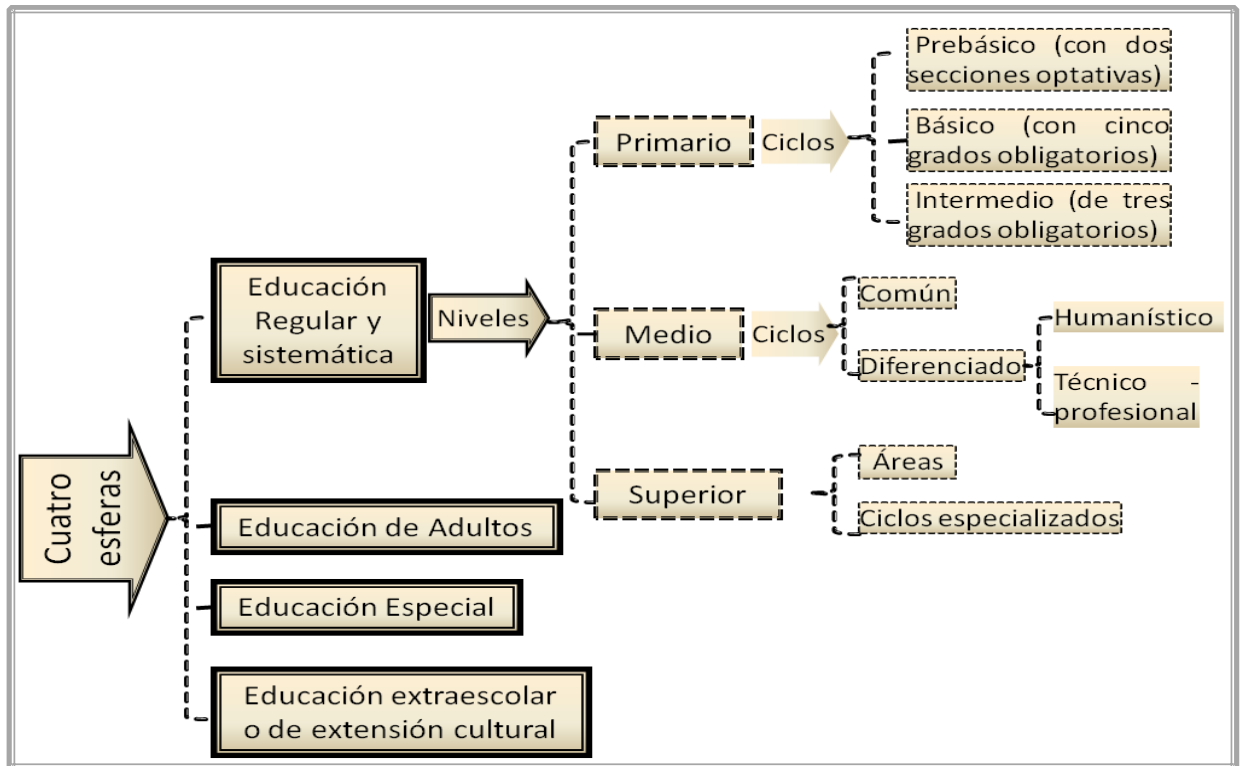 Cuatro
esferas
Educación
Regular y
sistemática
Niveles
Primario
Ciclos
Prebásico (con dos
secciones optativas)
Básico (con cinco
grados obligatorios)
Intermedio (de tres
grados obligatorios)
Medio
Ciclos
Común
Diferenciado
Humanístico
Técnico -
profesional
Superior
Áreas
Ciclos especializados
Educación de Adultos
Educación Especial
Educación extraescolar
o de extensión cultural